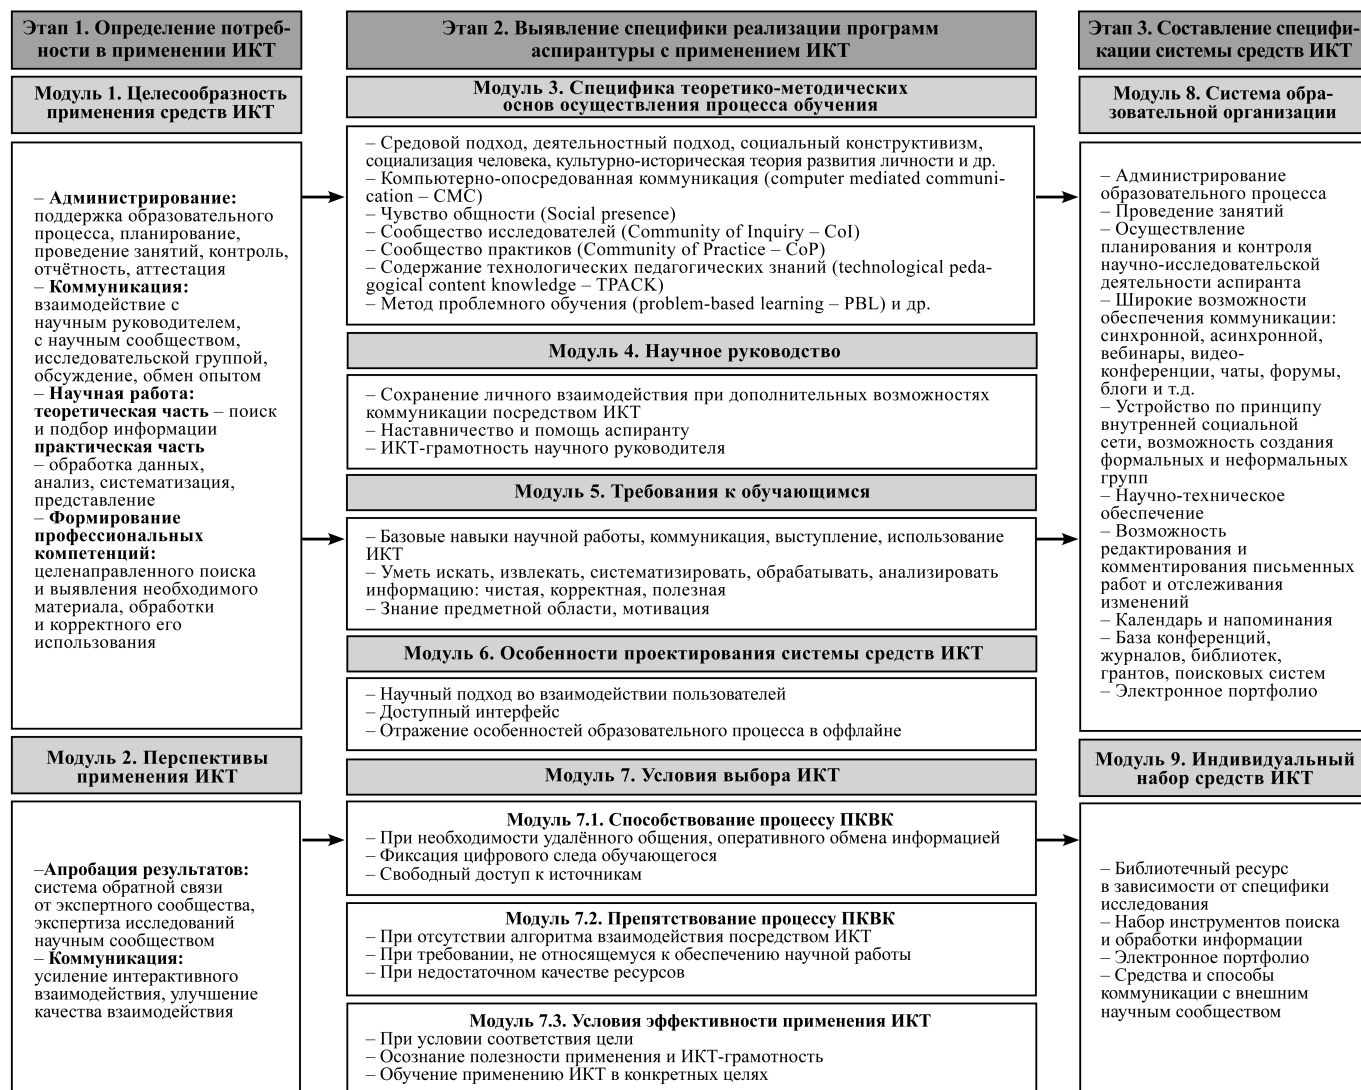 Этап 1. Определение потреб-
ности в применении ИКТ
Модуль 1. Целесообразность
применения средств ИКТ
– Администрирование:
поддержка образовательного
процесса, планирование,
проведение занятий, контроль,
отчётность, аттестация
– Коммуникация:
взаимодействие с
научным руководителем,
с научным сообществом,
исследовательской группой,
обсуждение, обмен опытом
– Научная работа:
теоретическая часть – поиск
и подбор информации
практическая часть
– обработка данных,
анализ, систематизация,
представление
– Формирование
профессиональных
компетенций:
целенаправленного поиска
и выявления необходимого
материала, обработки
и корректного его
использования
Модуль 2. Перспективы
применения ИКТ
–Апробация результатов:
система обратной связи
от экспертного сообщества,
экспертиза исследований
научным сообществом
– Коммуникация:
усиление интерактивного
взаимодействия, улучшение
качества взаимодействия
Этап 2. Выявление специфики реализации программ
аспирантуры с применением ИКТ
Модуль 3. Специфика теоретико-методических
основ осуществления процесса обучения
– Средовой подход, деятельностный подход, социальный конструктивизм,
социализация человека, культурно-историческая теория развития личности и др.
– Компьютерно-опосредованная коммуникация (computer mediated communi-
cation – CMC)
– Чувство общности (Social presence)
– Сообщество исследователей (Community of Inquiry – CoI)
– Сообщество практиков (Community of Practice – CoP)
– Содержание технологических педагогических знаний (technological peda-
gogical content knowledge – TPACK)
– Метод проблемного обучения (problem-based learning – PBL) и др.
Модуль 4. Научное руководство
– Сохранение личного взаимодействия при дополнительных возможностях
коммуникации посредством ИКТ
– Наставничество и помощь аспиранту
– ИКТ-грамотность научного руководителя
Модуль 5. Требования к обучающимся
– Базовые навыки научной работы, коммуникация, выступление, использование
ИКТ
– Уметь искать, извлекать, систематизировать, обрабатывать, анализировать
информацию: чистая, корректная, полезная
– Знание предметной области, мотивация
Модуль 6. Особенности проектирования системы средств ИКТ
– Научный подход во взаимодействии пользователей
– Доступный интерфейс
– Отражение особенностей образовательного процесса в оффлайне
Модуль 7. Условия выбора ИКТ
Модуль 7.1. Способствование процессу ПКВК
– При необходимости удалённого общения, оперативного обмена информацией
– Фиксация цифрового следа обучающегося
– Свободный доступ к источникам
Модуль 7.2. Препятствование процессу ПКВК
– При отсутствии алгоритма взаимодействия посредством ИКТ
– При требовании, не относящемуся к обеспечению научной работы
– При недостаточном качестве ресурсов
Модуль 7.3. Условия эффективности применения ИКТ
– При условии соответствия цели
– Осознание полезности применения и ИКТ-грамотность
– Обучение применению ИКТ в конкретных целях
Этап 3. Составление специфи-
кации системы средств ИКТ
Модуль 8. Система обра-
зовательной организации
– Администрирование
образовательного процесса
– Проведение занятий
– Осуществление
планирования и контроля
научно-исследовательской
деятельности аспиранта
– Широкие возможности
обеспечения коммуникации:
синхронной, асинхронной,
вебинары, видео-
конференции, чаты, форумы,
блоги и т.д.
– Устройство по принципу
внутренней социальной
сети, возможность создания
формальных и неформальных
групп
– Научно-техническое
обеспечение
– Возможность
редактирования и
комментирования письменных
работ и отслеживания
изменений
– Календарь и напоминания
– База конференций,
журналов, библиотек,
грантов, поисковых систем
– Электронное портфолио
Модуль 9. Индивидуальный
набор средств ИКТ
– Библиотечный ресурс
в зависимости от специфики
исследования
– Набор инструментов поиска
и обработки информации
– Электронное портфолио
– Средства и способы
коммуникации с внешним
научным сообществом